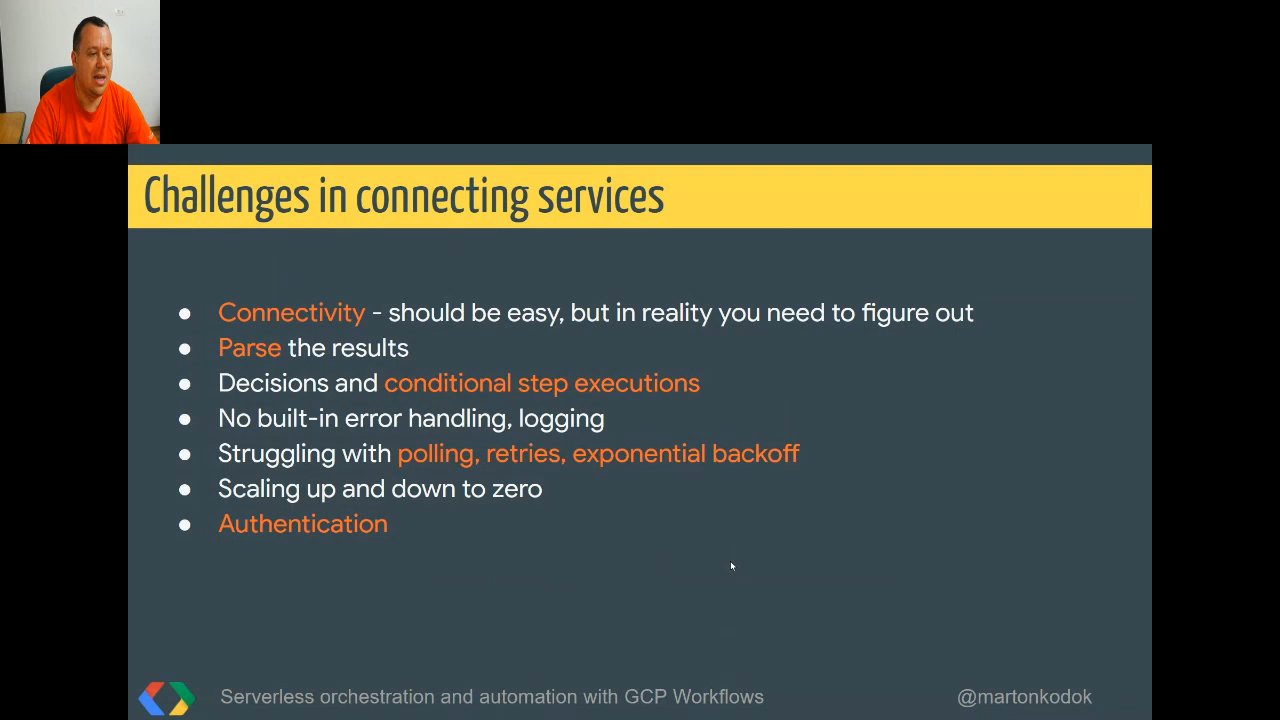 Challenges in connecting services
● Connectivity - should be easy, but in reality you need to figure out
● Parse the results
● Decisions and conditional step executions
● No built-in error handling, logging
● Struggling with polling, retries, exponential backoff
● Scaling up and down to zero
● Authentication
Serverless orchestration and automation with GCP Workflows
@martonkodok